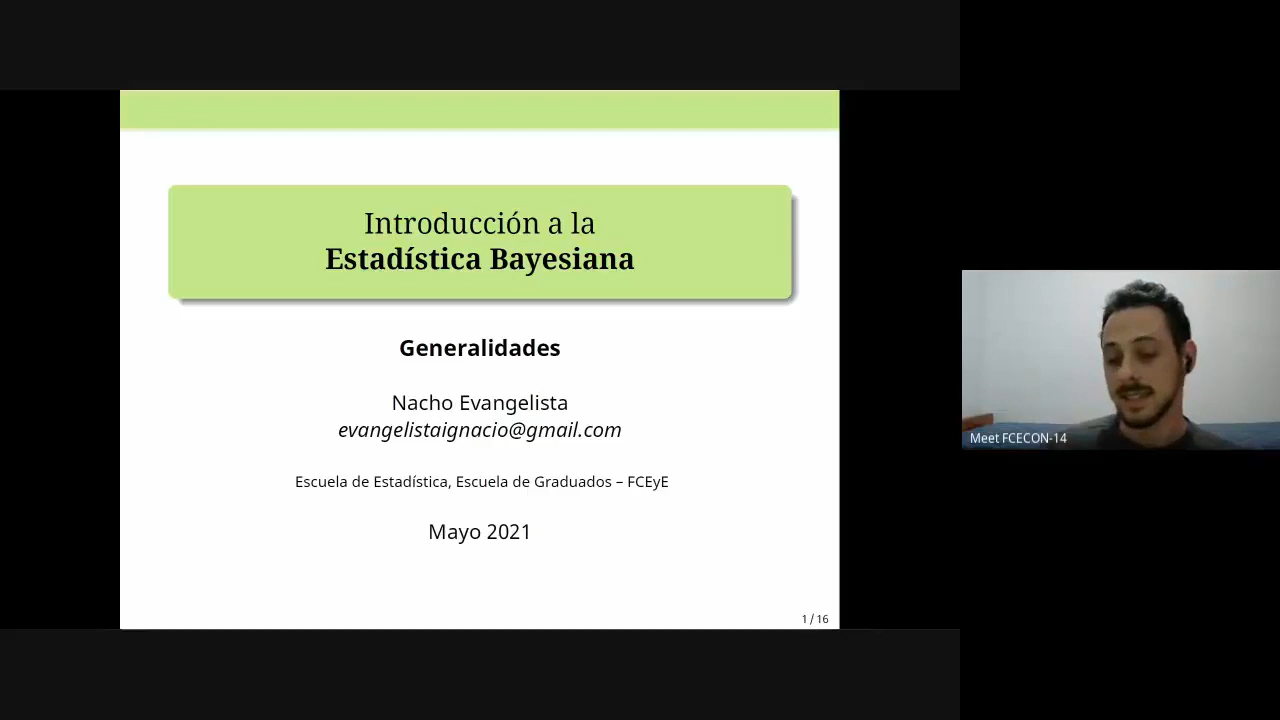 Introducción a la
Estadística Bayesiana
Generalidades
Nacho Evangelista
evangelistaignacio@gmail.com
Escuela de Estadística, Escuela de Graduados – FCEyE
Mayo 2021
1 / 16
Meet FCECON-14